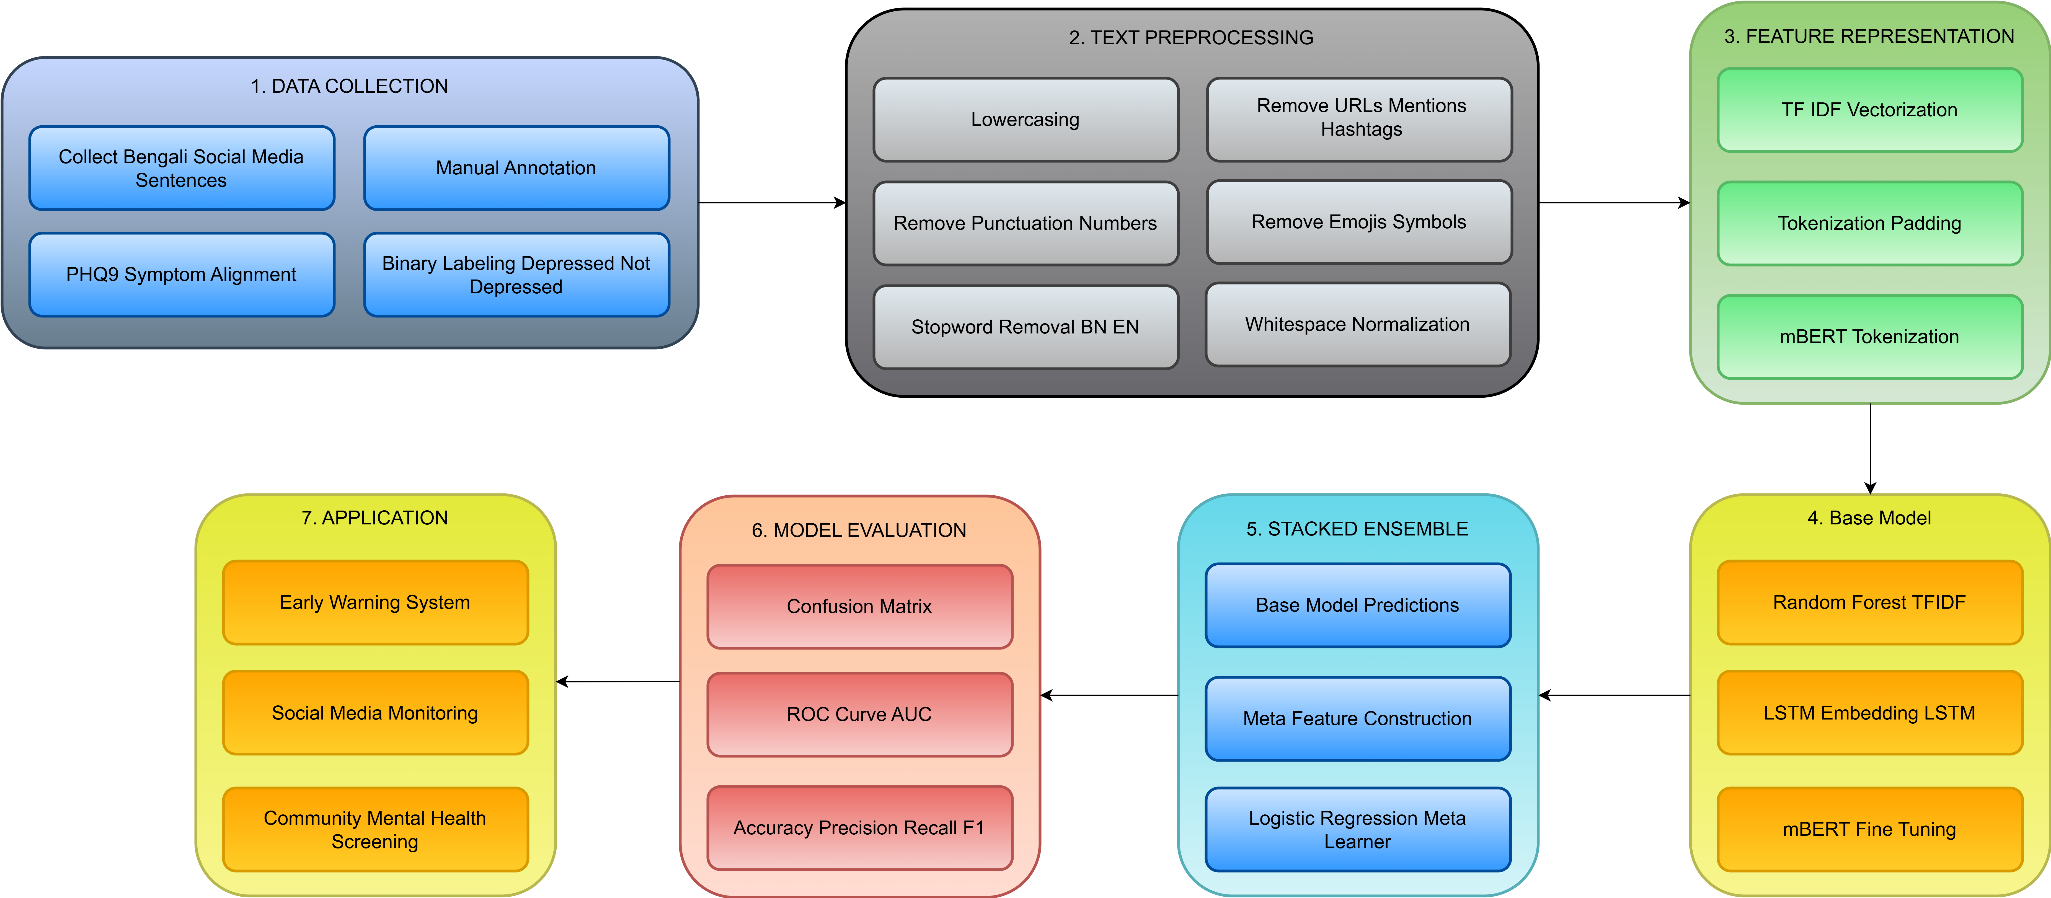 1. DATA COLLECTION
Collect Bengali Social Media
Sentences
Manual Annotation
PHQ9 Symptom Alignment
Binary Labeling Depressed Not
Depressed
2. TEXT PREPROCESSING
Lowercasing
Remove URLs Mentions
Hashtags
Remove Punctuation Numbers
Remove Emojis Symbols
Stopword Removal BN EN
Whitespace Normalization
3. FEATURE REPRESENTATION
TF IDF Vectorization
Tokenization Padding
mBERT Tokenization
4. Base Model
Random Forest TFIDF
LSTM Embedding LSTM
mBERT Fine Tuning
5. STACKED ENSEMBLE
Base Model Predictions
Meta Feature Construction
Logistic Regression Meta
Learner
6. MODEL EVALUATION
Confusion Matrix
ROC Curve AUC
Accuracy Precision Recall F1
7. APPLICATION
Early Warning System
Social Media Monitoring
Community Mental Health
Screening